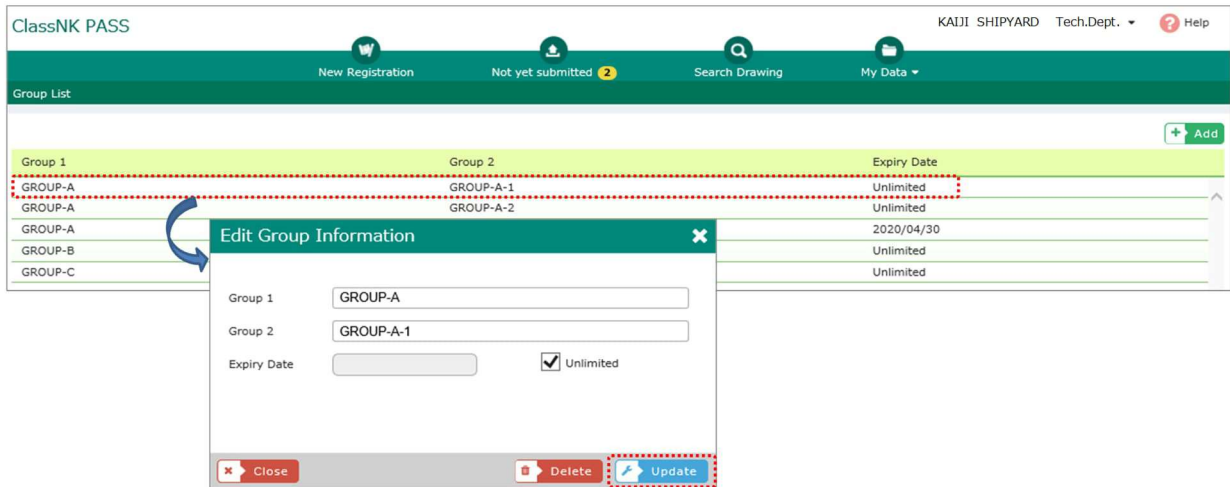 ClassNK PASS
KAIJI SHIPYARD Tech.Dept.
Help
New Registration
Not yet submitted 2
Search Drawing
My Data
Group List
Add
Group 1 Group 2 Expiry Date
GROUP-A GROUP-A-1 Unlimited
GROUP-A GROUP-A-2 Unlimited
GROUP-A 2020/04/30
GROUP-B Unlimited
GROUP-C Unlimited
Edit Group Information
Group 1 GROUP-A
Group 2 GROUP-A-1
Expiry Date Unlimited
Close Delete Update